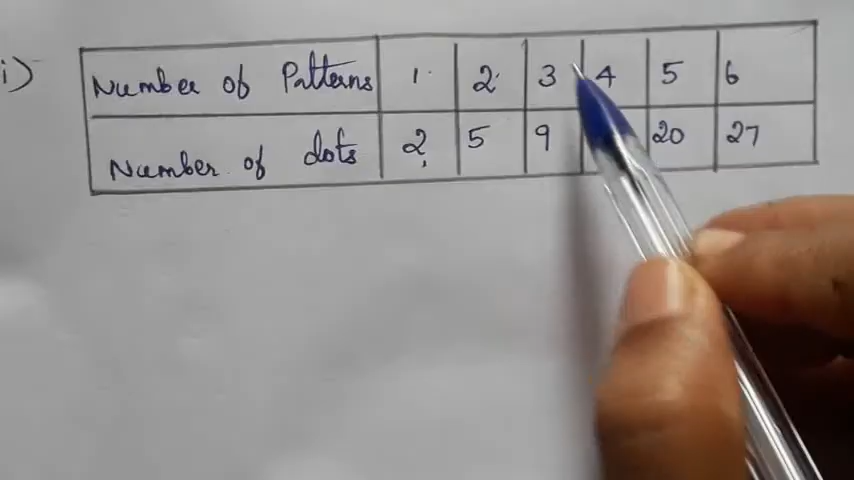 i)
Number of Patterns 1 2 3 4 5 6
Number of dots 2 5 9 20 27